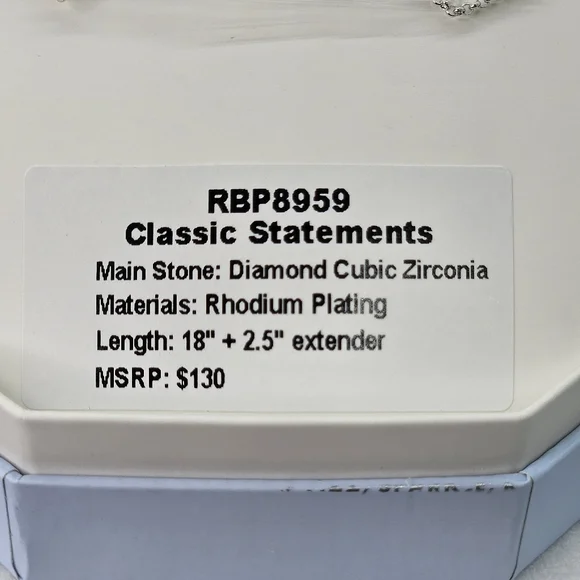 RBP8959
Classic Statements
Main Stone: Diamond Cubic Zirconia
Materials: Rhodium Plating
Length: 18" + 2.5" extender
MSRP: $130